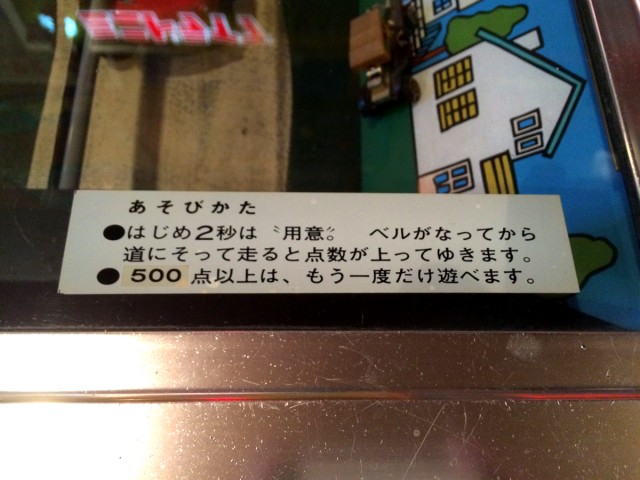 あそびかた
●はじめ2秒は〝用意〟。 ベルがなってから
道にそって走ると点数が上ってゆきます。
●500点以上は、もう一度だけ遊べます。